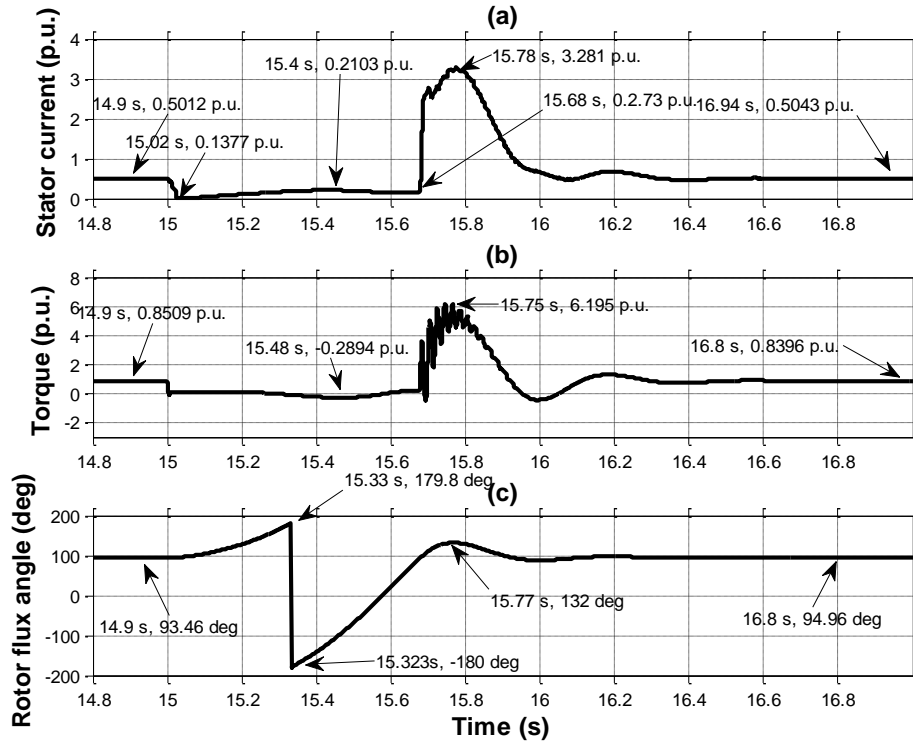 (a)
Stator current (p.u.)
4
3
2
1
0
15.78 s, 3.281 p.u.
15.4 s, 0.2103 p.u.
14.9 s, 0.5012 p.u.
15.68 s, 0.2.73 p.u.
16.94 s, 0.5043 p.u.
15.02 s, 0.1377 p.u.
14.8 15 15.2 15.4 15.6 15.8 16 16.2 16.4 16.6 16.8
(b)
Torque (p.u.)
8
6
4
2
0
-2
14.9 s, 0.8509 p.u.
15.75 s, 6.195 p.u.
15.48 s, -0.2894 p.u.
16.8 s, 0.8396 p.u.
14.8 15 15.2 15.4 15.6 15.8 16 16.2 16.4 16.6 16.8
15.33 s, 179.8 deg
(c)
Rotor flux angle (deg)
200
100
0
-100
-200
14.9 s, 93.46 deg
15.77 s, 132 deg
16.8 s, 94.96 deg
15.323s, -180 deg
14.8 15 15.2 15.4 15.6 15.8 16 16.2 16.4 16.6 16.8
Time (s)